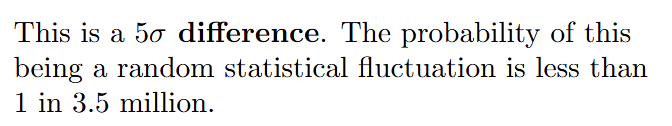 This is a 5σ difference. The probability of this
being a random statistical fluctuation is less than
1 in 3.5 million.